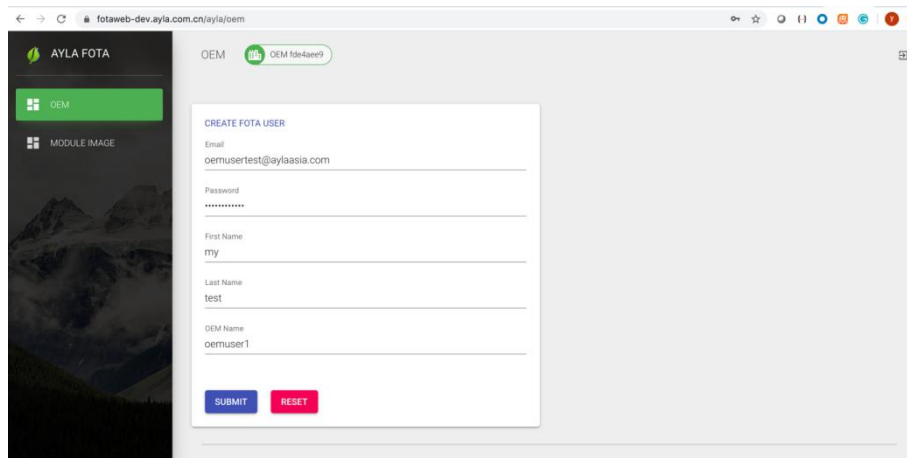 fotaweb-dev.ayla.com.cn/ayla/oem
AYLA FOTA
OEM
MODULE IMAGE
OEM
OEM fde4aee9
CREATE FOTA USER
Email
oemusertest@aylaasia.com
Password
••••••••••••
First Name
my
Last Name
test
OEM Name
oemuser1
SUBMIT
RESET
Y